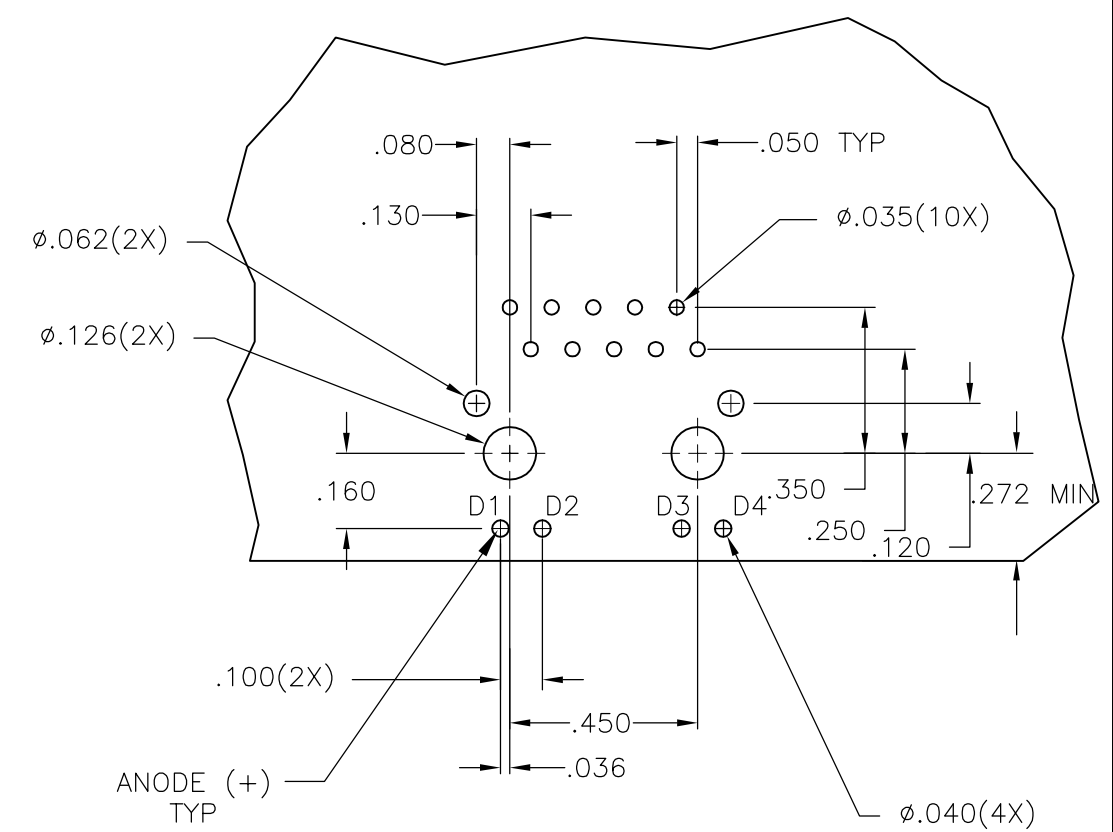 .080
.050 TYP
.130
ø.035(10X)
ø.062(2X)
ø.126(2X)
.160
.350
.272 MIN
D1
D2
D3
D4
.250
.120
.100(2X)
.450
.036
ANODE (+)
TYP
ø.040(4X)